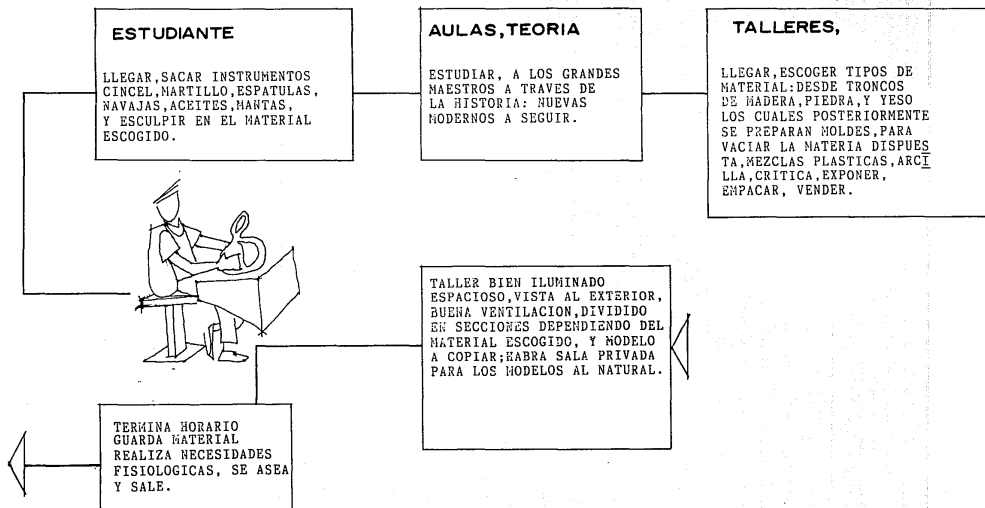 ESTUDIANTE
LLEGAR,SACAR INSTRUMENTOS
CINCEL,MARTILLO,ESPATULAS,
NAVAJAS,ACEITES,MANTAS,
Y ESCULPIR EN EL MATERIAL
ESCOGIDO.
AULAS,TEORIA
ESTUDIAR, A LOS GRANDES
MAESTROS A TRAVES DE
LA HISTORIA: NUEVAS
MODERNOS A SEGUIR.
TALLERES,
LLEGAR,ESCOGER TIPOS DE
MATERIAL:DESDE TRONCOS
DE MADERA,PIEDRA,Y YESO
LOS CUALES POSTERIORMENTE
SE PREPARAN MOLDES,PARA
VACIAR LA MATERIA DISPUES
TA,MEZCLAS PLASTICAS,ARCI
LLA,CRITICA,EXPONER,
EMPACAR, VENDER.
TALLER BIEN ILUMINADO
ESPACIOSO,VISTA AL EXTERIOR,
BUENA VENTILACION,DIVIDIDO
EN SECCIONES DEPENDIENDO DEL
MATERIAL ESCOGIDO, Y MODELO
A COPIAR;HABRA SALA PRIVADA
PARA LOS MODELOS AL NATURAL.
TERMINA HORARIO
GUARDA MATERIAL
REALIZA NECESIDADES
FISIOLOGICAS, SE ASEA
Y SALE.